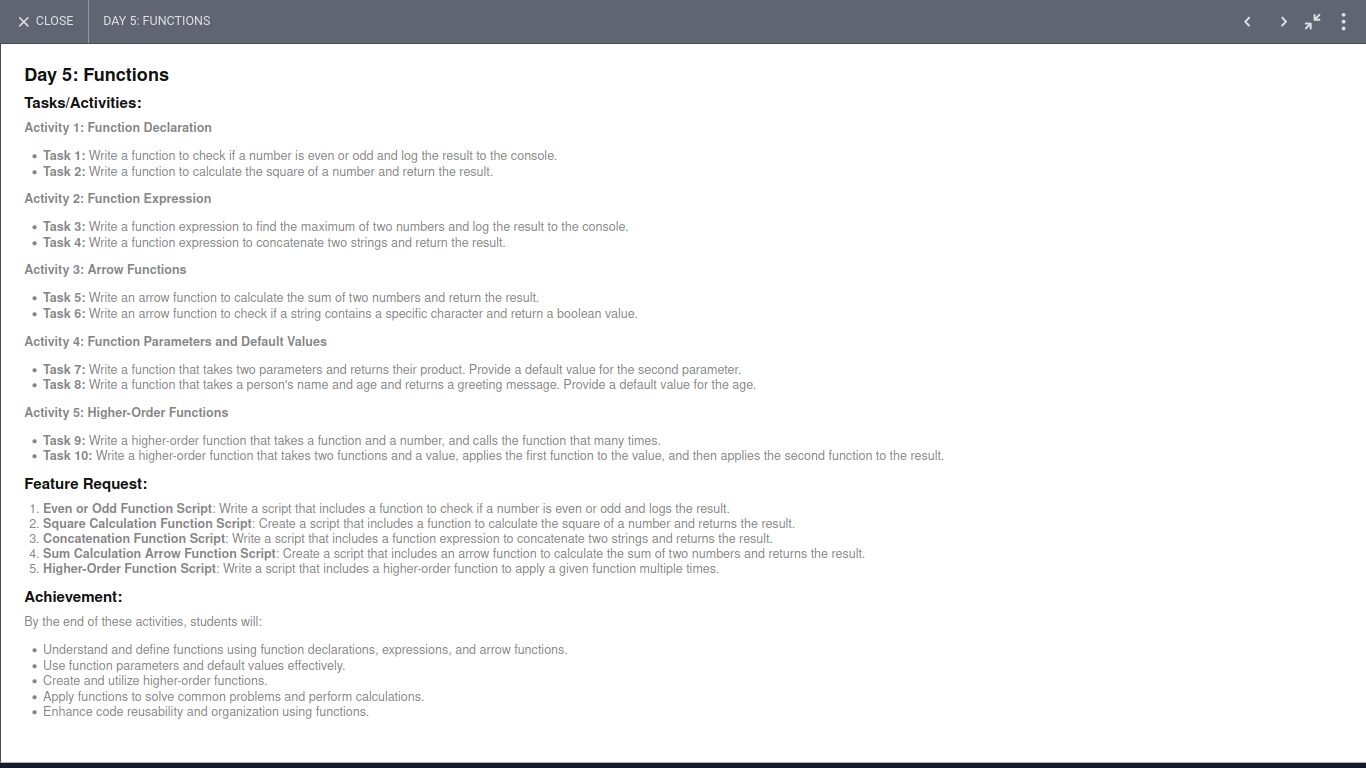 CLOSE
DAY 5: FUNCTIONS
Day 5: Functions
Tasks/Activities:
Activity 1: Function Declaration
• Task 1: Write a function to check if a number is even or odd and log the result to the console.
• Task 2: Write a function to calculate the square of a number and return the result.
Activity 2: Function Expression
• Task 3: Write a function expression to find the maximum of two numbers and log the result to the console.
• Task 4: Write a function expression to concatenate two strings and return the result.
Activity 3: Arrow Functions
• Task 5: Write an arrow function to calculate the sum of two numbers and return the result.
• Task 6: Write an arrow function to check if a string contains a specific character and return a boolean value.
Activity 4: Function Parameters and Default Values
• Task 7: Write a function that takes two parameters and returns their product. Provide a default value for the second parameter.
• Task 8: Write a function that takes a person's name and age and returns a greeting message. Provide a default value for the age.
Activity 5: Higher-Order Functions
• Task 9: Write a higher-order function that takes a function and a number, and calls the function that many times.
• Task 10: Write a higher-order function that takes two functions and a value, applies the first function to the value, and then applies the second function to the result.
Feature Request:
1. Even or Odd Function Script: Write a script that includes a function to check if a number is even or odd and logs the result.
2. Square Calculation Function Script: Create a script that includes a function to calculate the square of a number and returns the result.
3. Concatenation Function Script: Write a script that includes a function expression to concatenate two strings and returns the result.
4. Sum Calculation Arrow Function Script: Create a script that includes an arrow function to calculate the sum of two numbers and returns the result.
5. Higher-Order Function Script: Write a script that includes a higher-order function to apply a given function multiple times.
Achievement:
By the end of these activities, students will:
• Understand and define functions using function declarations, expressions, and arrow functions.
• Use function parameters and default values effectively.
• Create and utilize higher-order functions.
• Apply functions to solve common problems and perform calculations.
• Enhance code reusability and organization using functions.